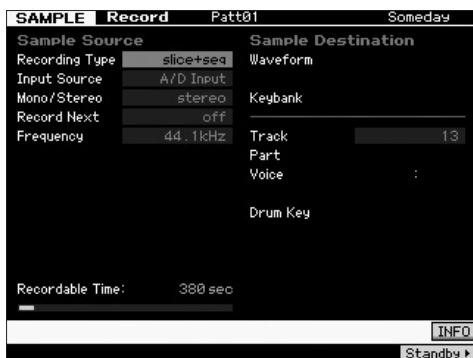 SAMPLE Record Patt01 Someday
Sample Source
Recording Type slice+seq
Input Source A/D Input
Mono/Stereo stereo
Record Next off
Frequency 44.1kHz
Recordable Time: 380 sec
Sample Destination
Waveform
Keybank
Track 13
Part
Voice :
Drum Key
INFO
Standby